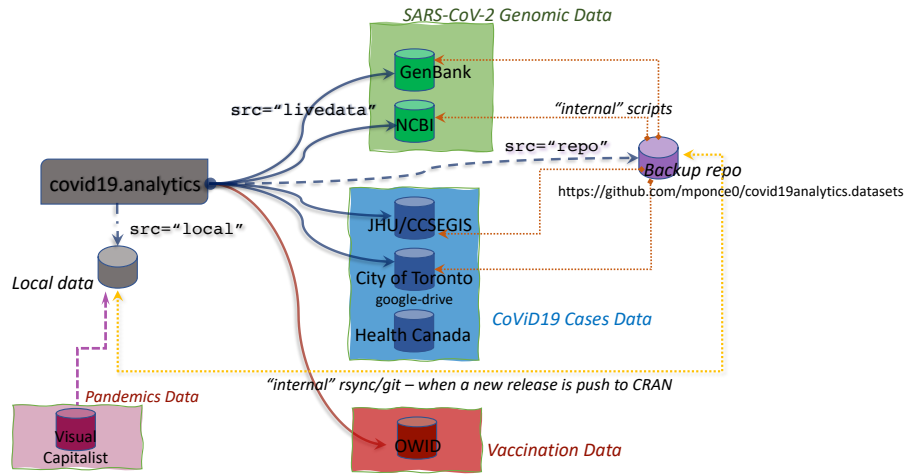 SARS-CoV-2 Genomic Data
GenBank
src=“livedata”
“internal” scripts
NCBI
src=“repo”
Backup repo
covid19.analytics
https://github.com/mponce0/covid19analytics.datasets
JHU/CCSEGIS
src=“local”
Local data
City of Toronto
google-drive
CoViD19 Cases Data
Health Canada
“internal” rsync/git – when a new release is push to CRAN
Pandemics Data
Visual
Capitalist
OWID
Vaccination Data